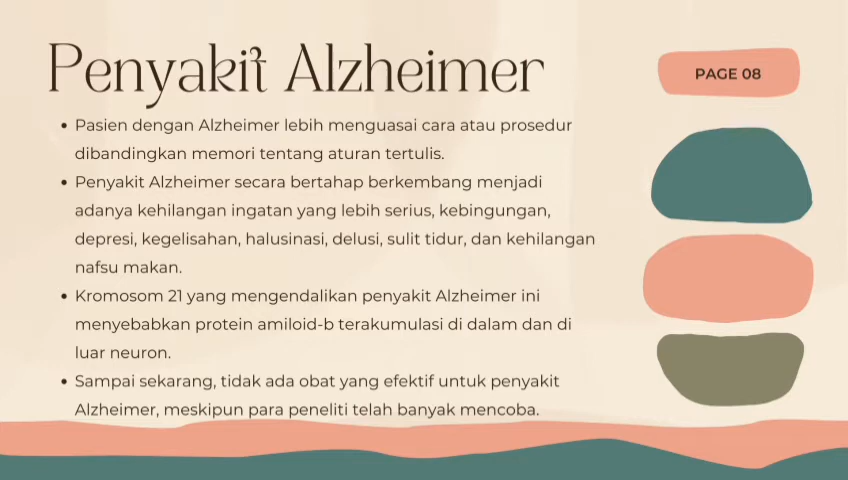 Penyakit Alzheimer
PAGE 08
• Pasien dengan Alzheimer lebih menguasai cara atau prosedur
dibandingkan memori tentang aturan tertulis.
• Penyakit Alzheimer secara bertahap berkembang menjadi
adanya kehilangan ingatan yang lebih serius, kebingungan,
depresi, kegelisahan, halusinasi, delusi, sulit tidur, dan kehilangan
nafsu makan.
• Kromosom 21 yang mengendalikan penyakit Alzheimer ini
menyebabkan protein amiloid-b terakumulasi di dalam dan di
luar neuron.
• Sampai sekarang, tidak ada obat yang efektif untuk penyakit
Alzheimer, meskipun para peneliti telah banyak mencoba.